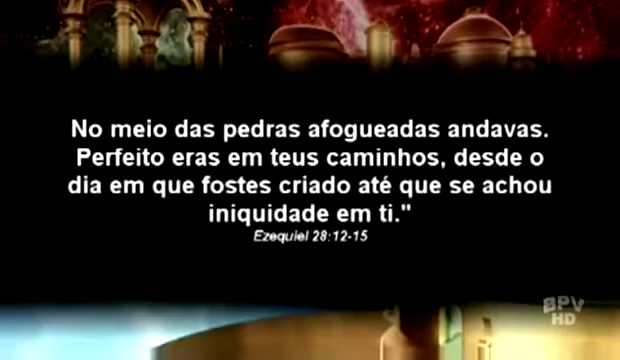 No meio das pedras afogueadas andavas.
Perfeito eras em teus caminhos, desde o
dia em que fostes criado até que se achou
iniquidade em ti."
Ezequiel 28:12-15
BPV
HD